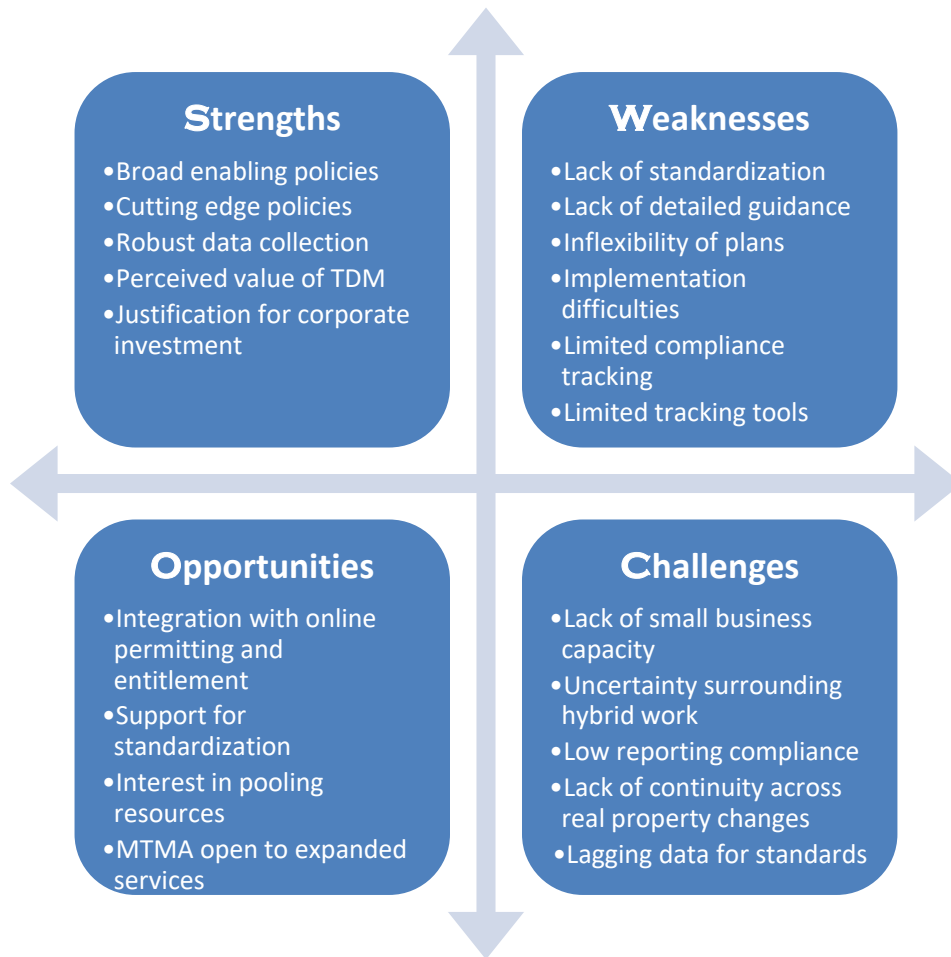 Strengths
•Broad enabling policies
•Cutting edge policies
•Robust data collection
•Perceived value of TDM
•Justification for corporate
investment
Weaknesses
•Lack of standardization
•Lack of detailed guidance
•Inflexibility of plans
•Implementation
difficulties
•Limited compliance
tracking
•Limited tracking tools
Opportunities
•Integration with online
permitting and
entitlement
•Support for
standardization
•Interest in pooling
resources
•MTMA open to expanded
services
Challenges
•Lack of small business
capacity
•Uncertainty surrounding
hybrid work
•Low reporting compliance
•Lack of continuity across
real property changes
•Lagging data for standards